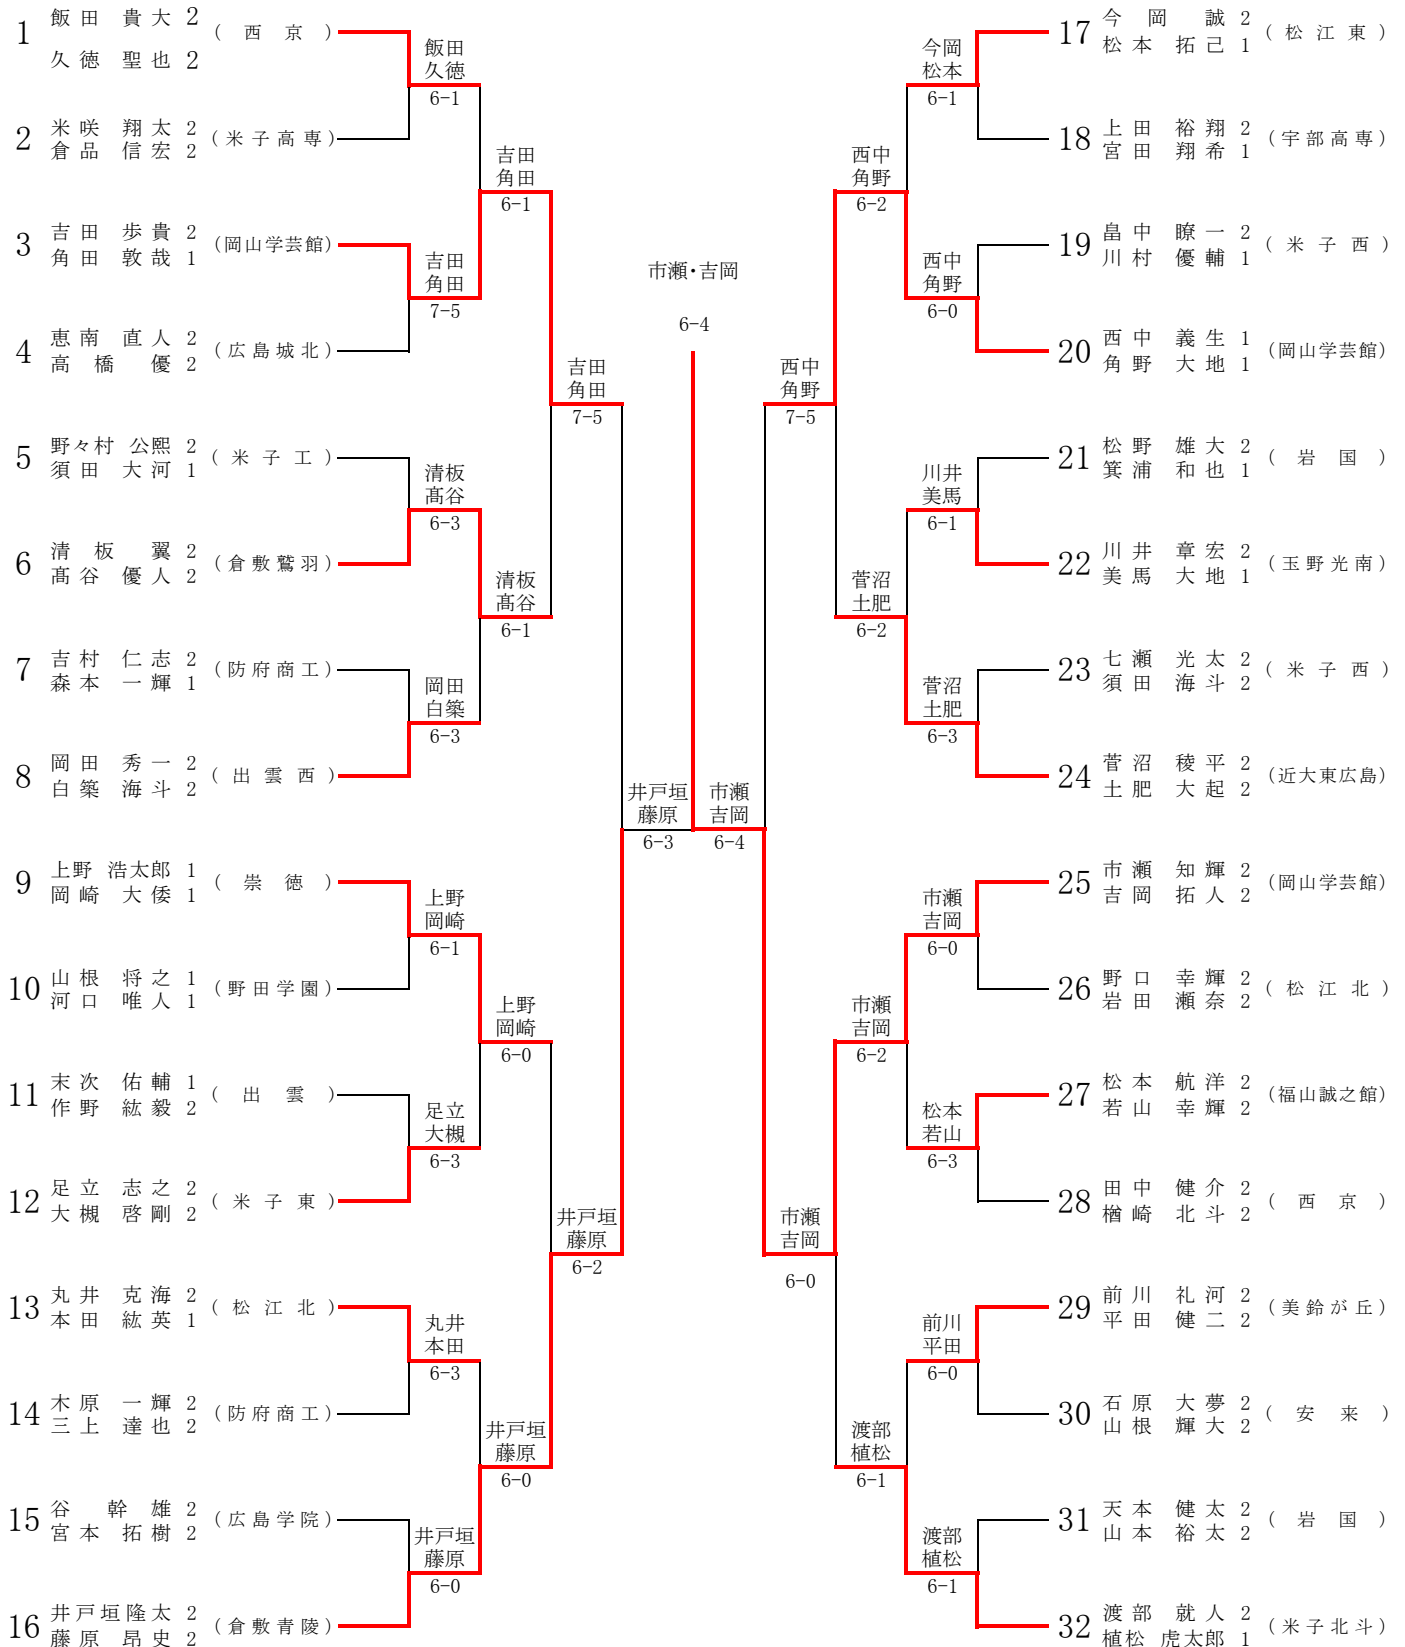 1 飯田 貴大 2
久徳 聖也 2
(西京)
2 米咲 翔太 2
倉品 信宏 2
(米子高専)
3 吉田 歩貴 2
角田 敦哉 1
(岡山学芸館)
4 恵南 直人 2
高橋 優 2
(広島城北)
5 野々村 公熙 2
須田 大河 1
(米子工)
6 清板 翼 2
髙谷 優人 2
(倉敷鷲羽)
7 吉村 仁志 2
森本 一輝 1
(防府商工)
8 岡田 秀一 2
白築 海斗 2
(出雲西)
9 上野 浩太郎 1
岡崎 大倭 1
(崇徳)
10 山根 将之 1
河口 唯人 1
(野田学園)
11 末次 佑輔 1
作野 紘毅 2
(出雲)
12 足立 志之 2
大槻 啓剛 2
(米子東)
13 丸井 克海 2
本田 紘英 1
(松江北)
14 木原 一輝 2
三上 達也 2
(防府商工)
15 谷 幹雄 2
宮本 拓樹 2
(広島学院)
16 井戸垣隆太 2
藤原 昂史 2
(倉敷青陵)
飯田
久徳
6-1
吉田
角田
7-5
清板
髙谷
6-3
岡田
白築
6-3
上野
岡崎
6-1
足立
大槻
6-3
丸井
本田
6-3
井戸垣
藤原
6-0
吉田
角田
6-1
清板
髙谷
6-1
上野
岡崎
6-0
井戸垣
藤原
6-0
吉田
角田
7-5
井戸垣
藤原
6-2
井戸垣
藤原
6-3
市瀬・吉岡
6-4
市瀬
吉岡
6-4
西中
角野
7-5
市瀬
吉岡
6-0
西中
角野
6-2
菅沼
土肥
6-2
市瀬
吉岡
6-2
渡部
植松
6-1
今岡
松本
6-1
西中
角野
6-0
川井
美馬
6-1
菅沼
土肥
6-3
市瀬
吉岡
6-0
松本
若山
6-3
前川
平田
6-0
渡部
植松
6-1
17 今岡 誠 2
松本 拓己 1
(松江東)
18 上田 裕翔 2
宮田 翔希 1
(宇部高専)
19 畠中 瞭一 2
川村 優輔 1
(米子西)
20 西中 義生 1
角野 大地 1
(岡山学芸館)
21 松野 雄大 2
箕浦 和也 1
(岩国)
22 川井 章宏 2
美馬 大地 1
(玉野光南)
23 七瀬 光太 2
須田 海斗 2
(米子西)
24 菅沼 稜平 2
土肥 大起 2
(近大東広島)
25 市瀬 知輝 2
吉岡 拓人 2
(岡山学芸館)
26 野口 幸輝 2
岩田 瀬奈 2
(松江北)
27 松本 航洋 2
若山 幸輝 2
(福山誠之館)
28 田中 健介 2
楢崎 北斗 2
(西京)
29 前川 礼河 2
平田 健二 2
(美鈴が丘)
30 石原 大夢 2
山根 輝大 2
(安来)
31 天本 健太 2
山本 裕太 2
(岩国)
32 渡部 就人 2
植松 虎太郎 1
(米子北斗)